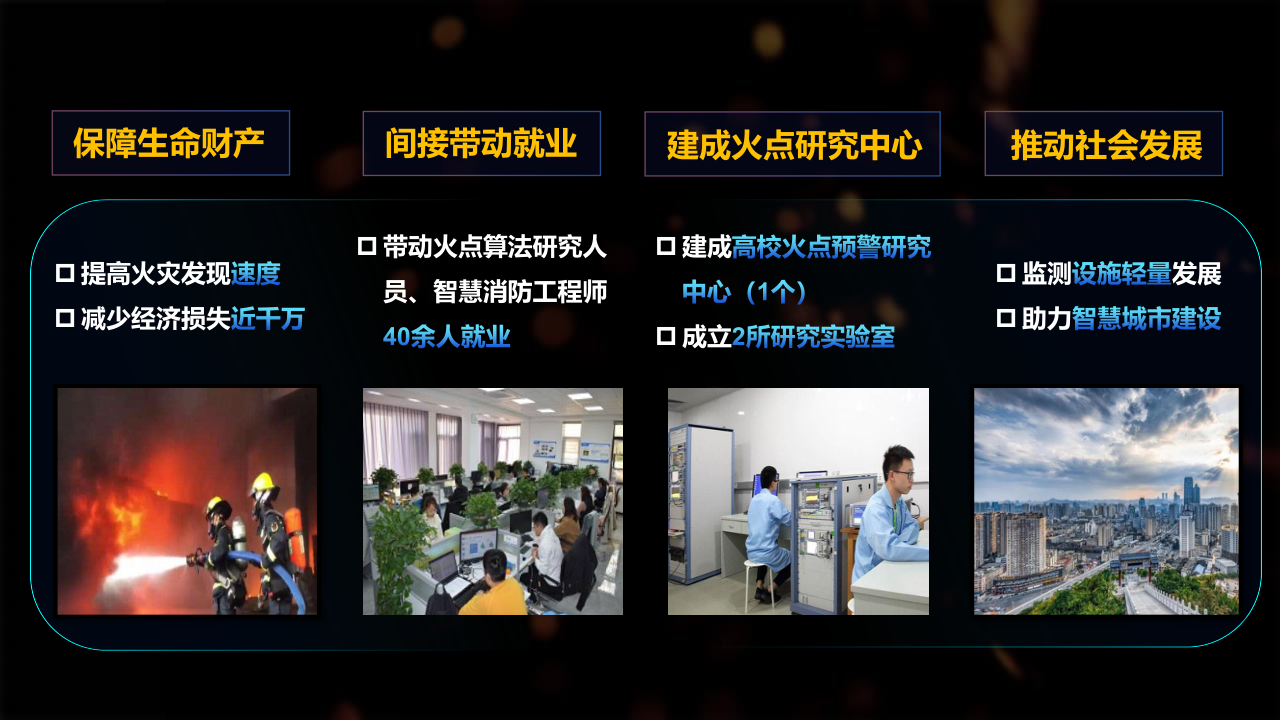 保障生命财产
间接带动就业
建成火点研究中心
推动社会发展
提高火灾发现速度
减少经济损失近千万
带动火点算法研究人
员、智慧消防工程师
40余人就业
建成高校火点预警研究
中心（1个）
成立2所研究实验室
监测设施轻量发展
助力智慧城市建设